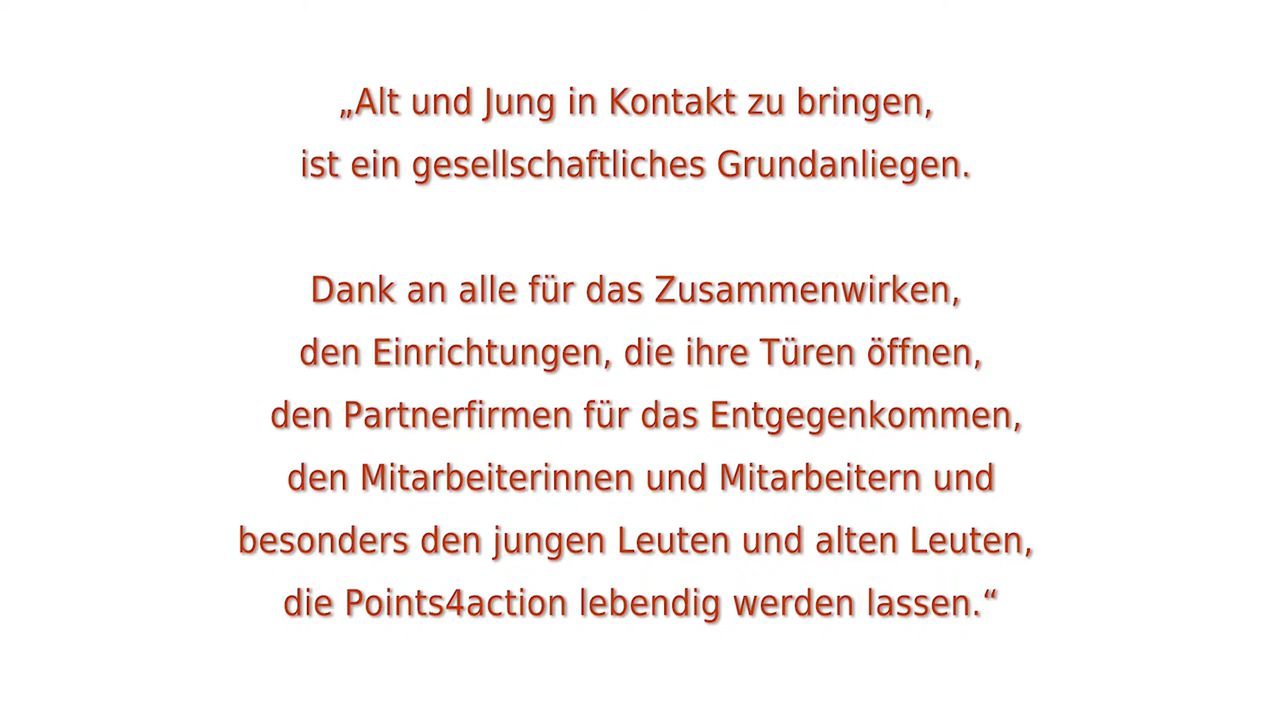 „Alt und Jung in Kontakt zu bringen,
ist ein gesellschaftliches Grundanliegen.
Dank an alle für das Zusammenwirken,
den Einrichtungen, die ihre Türen öffnen,
den Partnerfirmen für das Entgegenkommen,
den Mitarbeiterinnen und Mitarbeitern und
besonders den jungen Leuten und alten Leuten,
die Points4action lebendig werden lassen.“